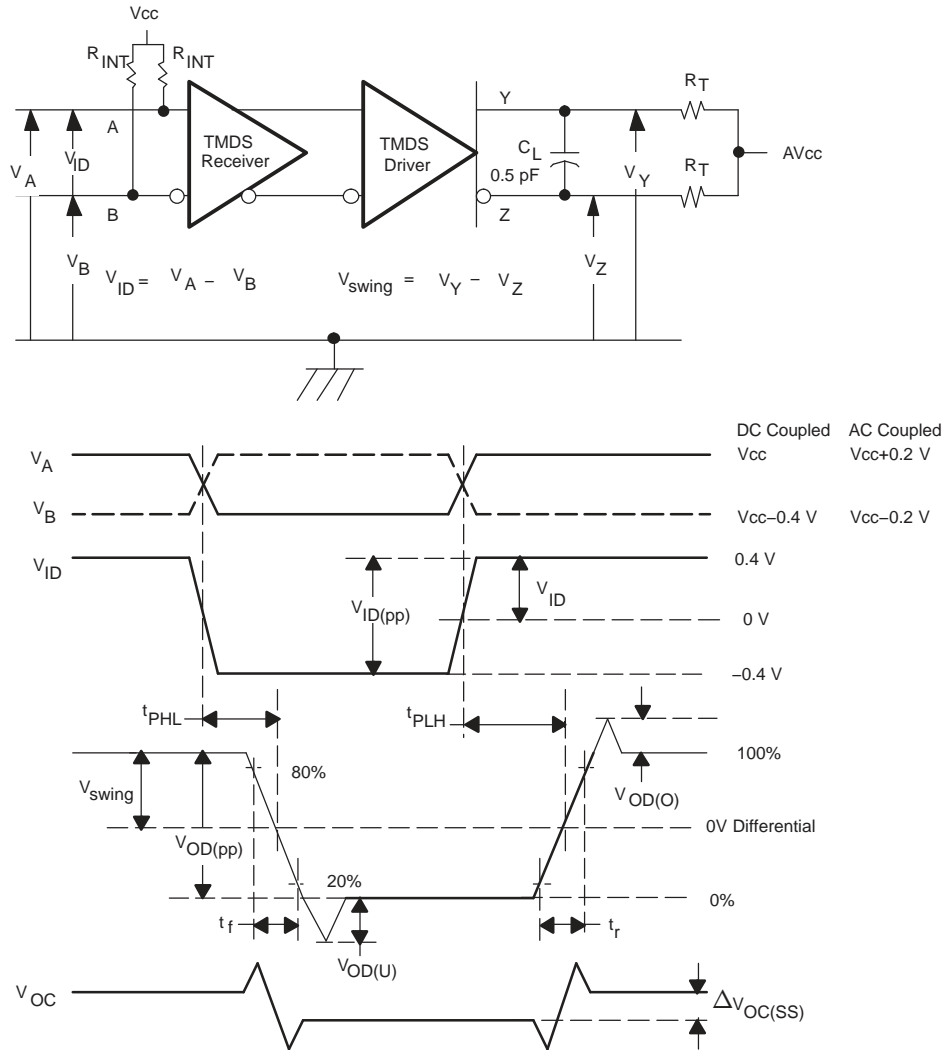 Vcc
RINT RINT
A
B
VA
VID
VB
TMDS
Receiver
TMDS
Driver
Y
Z
CL
0.5 pF
VY
VZ
RT
RT
AVcc
VID = VA − VB
Vswing = VY − VZ
DC Coupled AC Coupled
VA Vcc Vcc+0.2 V
VB Vcc−0.4 V Vcc−0.2 V
VID 0.4 V
VID(pp) VID
0 V
−0.4 V
tPHL tPLH
80% 100%
Vswing VOD(O)
VOD(pp) 0V Differential
20% 0%
tf tr
VOD(U)
VOC ΔVOC(SS)